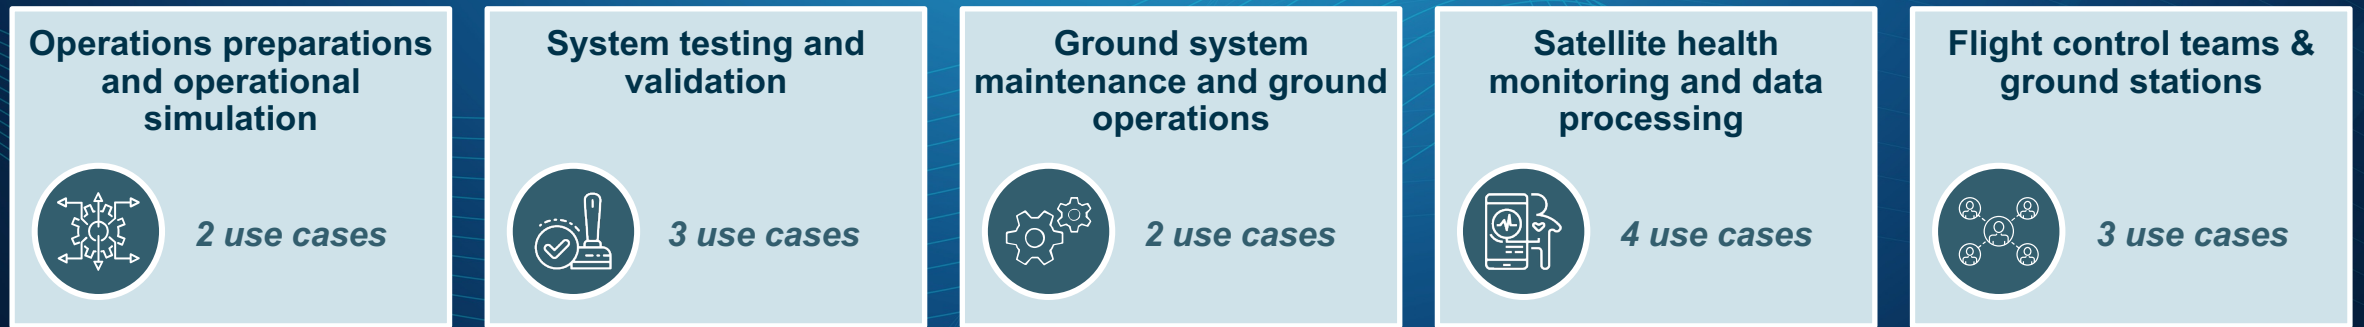 Operations preparations
and operational
simulation
2 use cases
System testing and
validation
3 use cases
Ground system
maintenance and ground
operations
2 use cases
Satellite health
monitoring and data
processing
4 use cases
Flight control teams &
ground stations
3 use cases